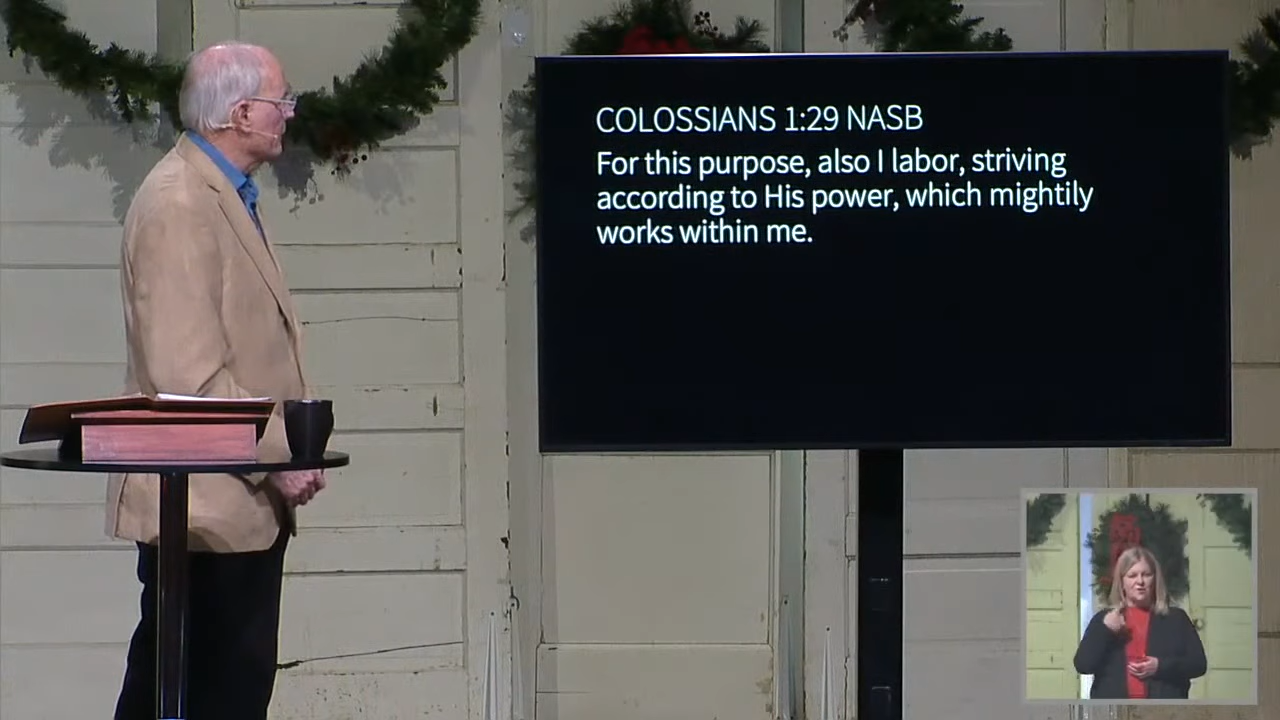 COLOSSIANS 1:29 NASB
For this purpose, also I labor, striving
according to His power, which mightily
works within me.